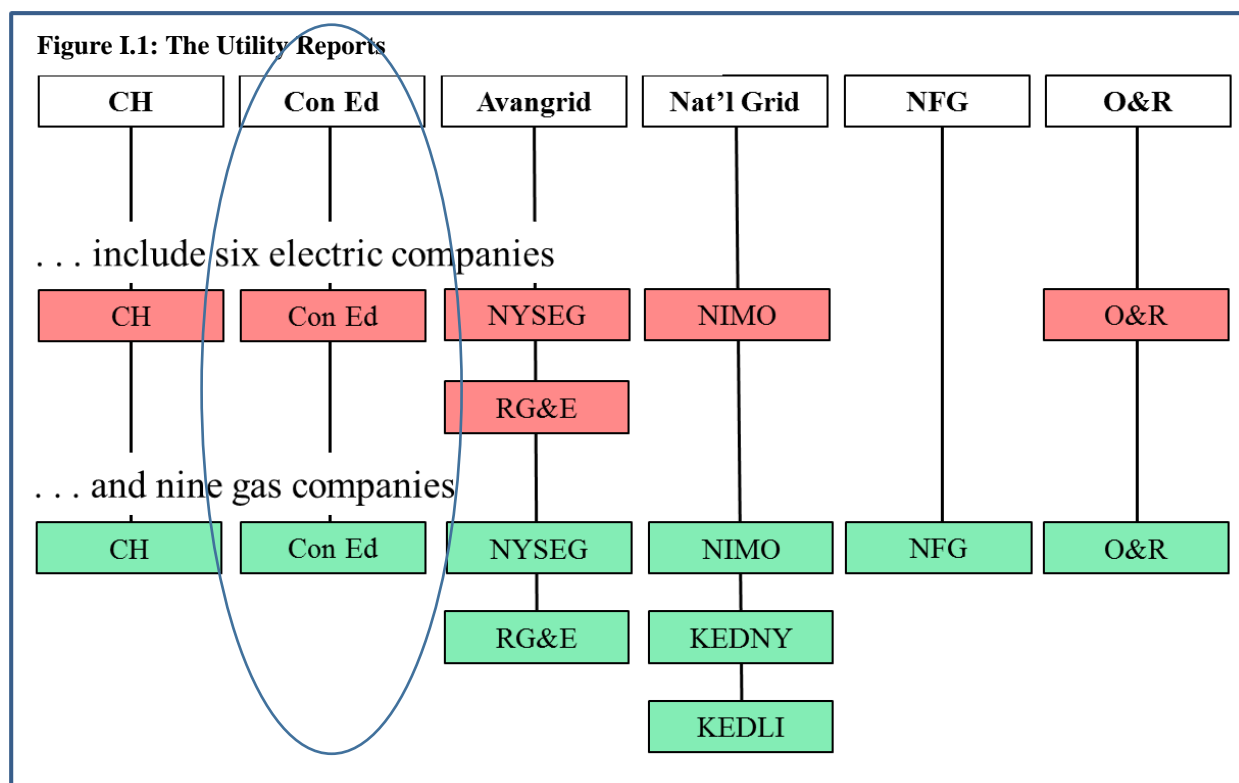 Figure I.1: The Utility Reports
CH Con Ed Avangrid Nat’l Grid NFG O&R
. . . include six electric companies
CH Con Ed NYSEG NIMO O&R
RG&E
. . . and nine gas companies
CH Con Ed NYSEG NIMO NFG O&R
RG&E KEDNY
KEDLI